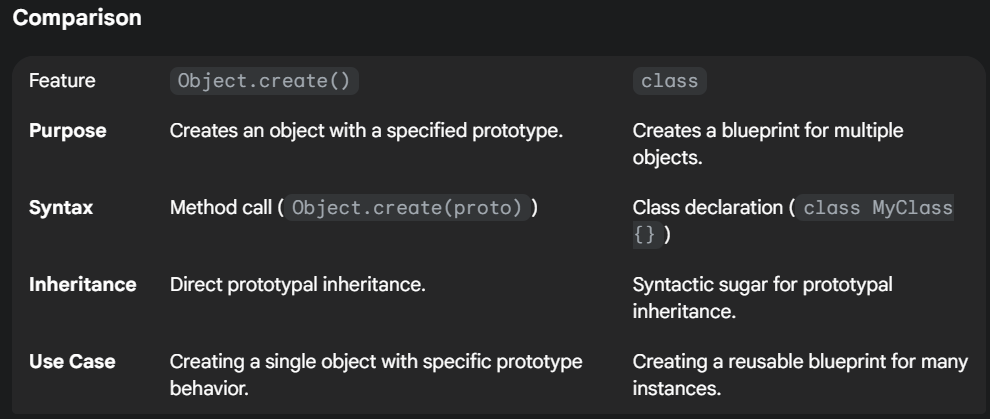 Comparison
Feature Object.create() class
Purpose Creates an object with a specified prototype. Creates a blueprint for multiple
objects.
Syntax Method call ( Object.create(proto) ) Class declaration ( class MyClass
{} )
Inheritance Direct prototypal inheritance. Syntactic sugar for prototypal
inheritance.
Use Case Creating a single object with specific prototype Creating a reusable blueprint for many
behavior. instances.